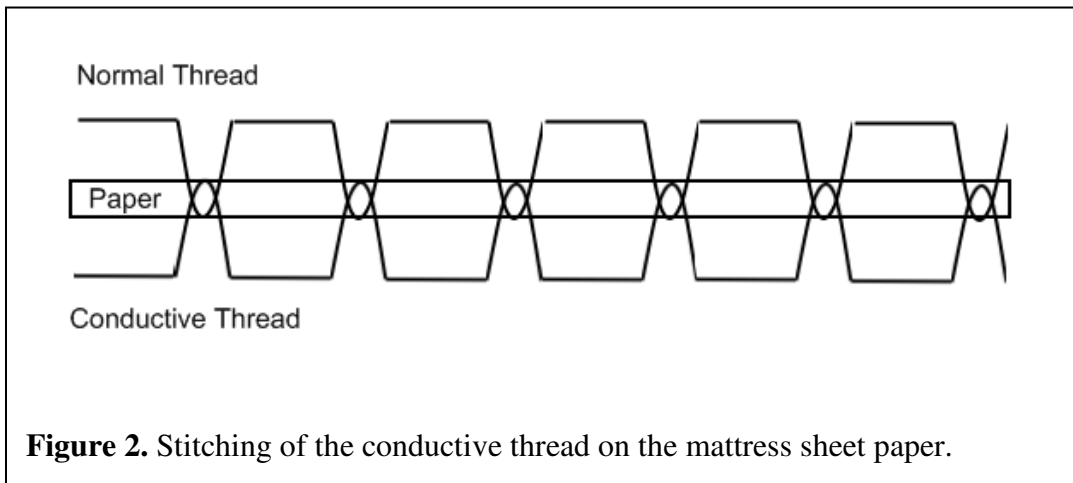 Normal Thread
Paper
Conductive Thread
Figure 2. Stitching of the conductive thread on the mattress sheet paper.